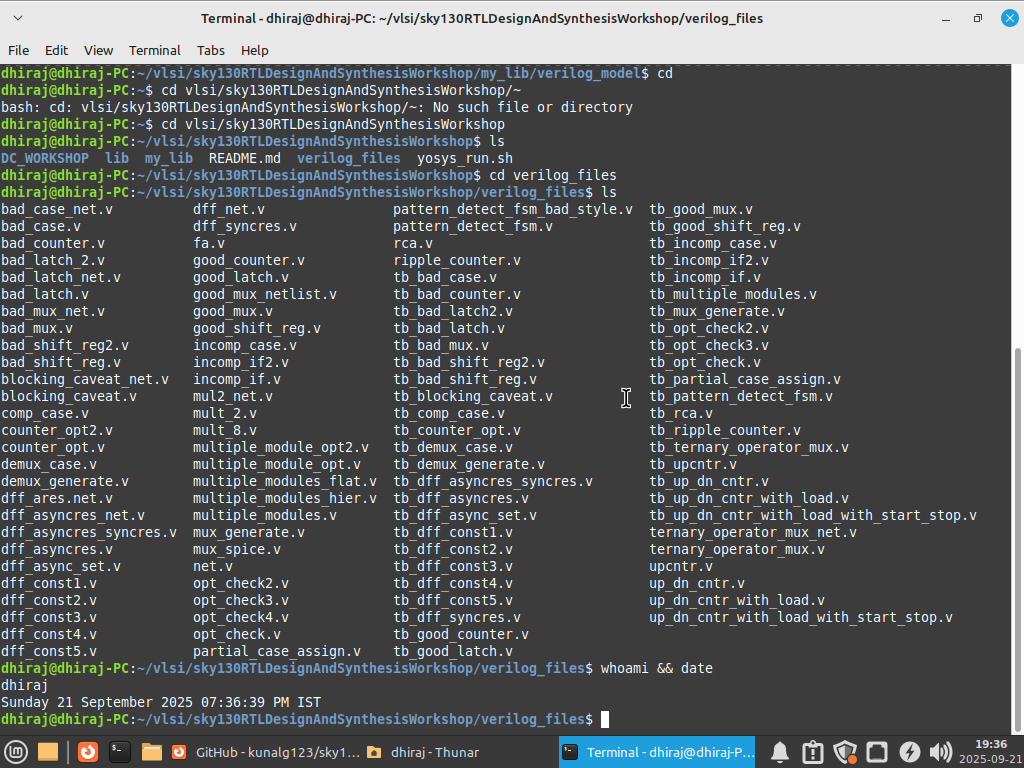 Terminal - dhiraj@dhiraj-PC: ~/vlsi/sky130RTLDesignAndSynthesisWorkshop/verilog_files
File Edit View Terminal Tabs Help
dhiraj@dhiraj-PC:~/vlsi/sky130RTLDesignAndSynthesisWorkshop/my_lib/verilog_model$ cd
dhiraj@dhiraj-PC:~$ cd vlsi/sky130RTLDesignAndSynthesisWorkshop/~
bash: cd: vlsi/sky130RTLDesignAndSynthesisWorkshop/~: No such file or directory
dhiraj@dhiraj-PC:~$ cd vlsi/sky130RTLDesignAndSynthesisWorkshop
dhiraj@dhiraj-PC:~/vlsi/sky130RTLDesignAndSynthesisWorkshop$ ls
DC_WORKSHOP lib my_lib README.md verilog_files yosys_run.sh
dhiraj@dhiraj-PC:~/vlsi/sky130RTLDesignAndSynthesisWorkshop$ cd verilog_files
dhiraj@dhiraj-PC:~/vlsi/sky130RTLDesignAndSynthesisWorkshop/verilog_files$ ls
bad_case_net.v dff_net.v pattern_detect_fsm_bad_style.v tb_good_mux.v
bad_case.v dff_syncres.v pattern_detect_fsm.v tb_good_shift_reg.v
bad_counter.v fa.v rca.v tb_incomp_case.v
bad_latch_2.v good_counter.v ripple_counter.v tb_incomp_if2.v
bad_latch_net.v good_latch.v tb_bad_case.v tb_incomp_if.v
bad_latch.v good_mux_netlist.v tb_bad_counter.v tb_multiple_modules.v
bad_mux_net.v good_mux.v tb_bad_latch2.v tb_mux_generate.v
bad_mux.v good_shift_reg.v tb_bad_latch.v tb_opt_check2.v
bad_shift_reg2.v incomp_case.v tb_bad_mux.v tb_opt_check3.v
bad_shift_reg.v incomp_if2.v tb_bad_shift_reg2.v tb_opt_check.v
blocking_caveat_net.v incomp_if.v tb_bad_shift_reg.v tb_partial_case_assign.v
blocking_caveat.v mul2_net.v tb_blocking_caveat.v tb_pattern_detect_fsm.v
comp_case.v mult_2.v tb_comp_case.v tb_rca.v
counter_opt2.v mult_8.v tb_counter_opt.v tb_ripple_counter.v
counter_opt.v multiple_module_opt2.v tb_demux_case.v tb_ternary_operator_mux.v
demux_case.v multiple_module_opt.v tb_demux_generate.v tb_upcntr.v
demux_generate.v multiple_modules_flat.v tb_dff_asyncres_syncres.v tb_up_dn_cntr.v
dff_ares.net.v multiple_modules_hier.v tb_dff_asyncres.v tb_up_dn_cntr_with_load.v
dff_asyncres_net.v multiple_modules.v tb_dff_async_set.v tb_up_dn_cntr_with_load_with_start_stop.v
dff_asyncres_syncres.v mux_generate.v tb_dff_const1.v ternary_operator_mux_net.v
dff_asyncres.v mux_spice.v tb_dff_const2.v ternary_operator_mux.v
dff_async_set.v net.v tb_dff_const3.v upcntr.v
dff_const1.v opt_check2.v tb_dff_const4.v up_dn_cntr.v
dff_const2.v opt_check3.v tb_dff_const5.v up_dn_cntr_with_load.v
dff_const3.v opt_check4.v tb_dff_syncres.v up_dn_cntr_with_load_with_start_stop.v
dff_const4.v opt_check.v tb_good_counter.v
dff_const5.v partial_case_assign.v tb_good_latch.v
dhiraj@dhiraj-PC:~/vlsi/sky130RTLDesignAndSynthesisWorkshop/verilog_files$ whoami && date
dhiraj
Sunday 21 September 2025 07:36:39 PM IST
dhiraj@dhiraj-PC:~/vlsi/sky130RTLDesignAndSynthesisWorkshop/verilog_files$
GitHub - kunalg123/sky1... dhiraj - Thunar Terminal - dhiraj@dhiraj-P... 19:36
2025-09-21